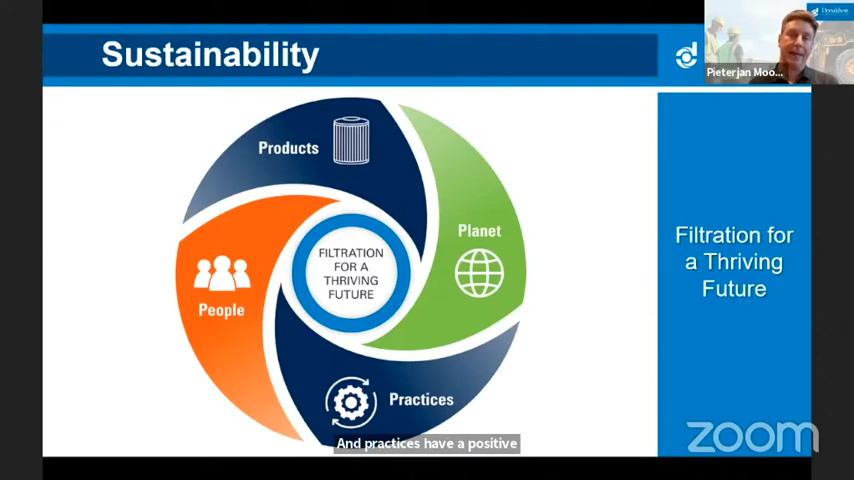 Sustainability
Donaldson
Pieterjan Moo...
Products
Planet
FILTRATION
FOR A
THRIVING
FUTURE
People
Practices
Filtration for
a Thriving
Future
And practices have a positive
zoom